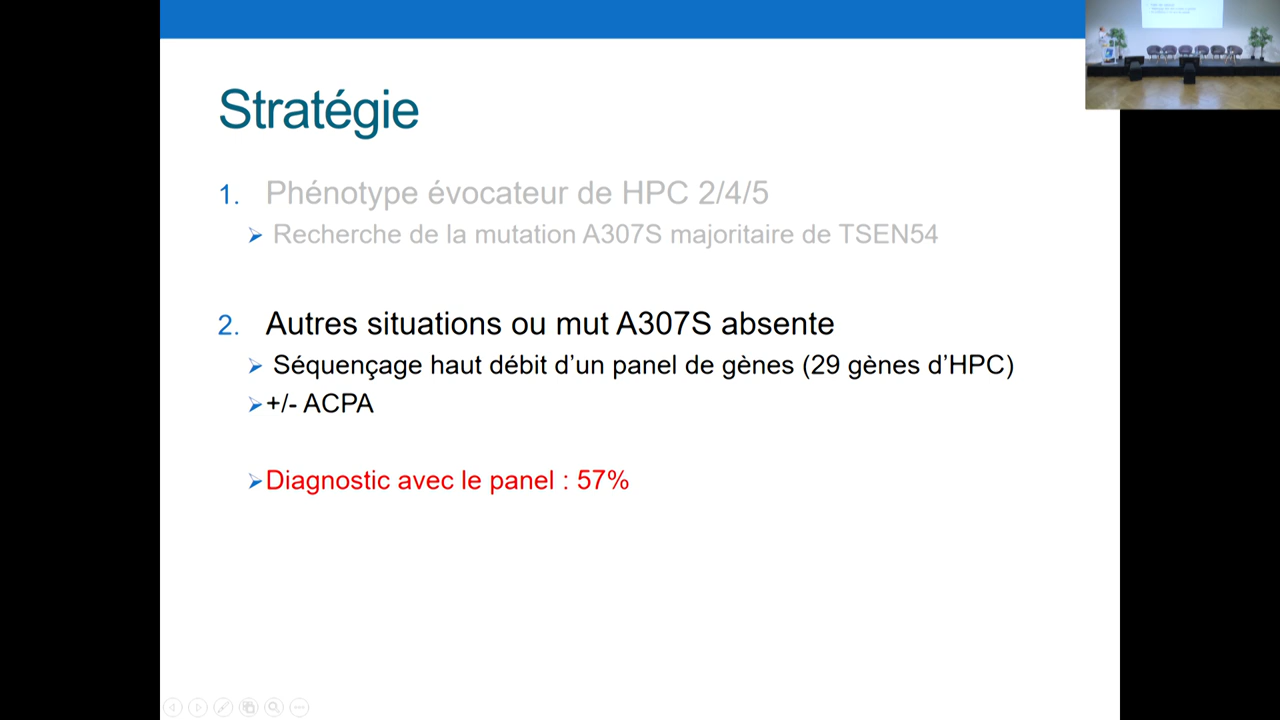 Stratégie
1. Phénotype évocateur de HPC 2/4/5
➢ Recherche de la mutation A307S majoritaire de TSEN54
2. Autres situations ou mut A307S absente
➢ Séquençage haut débit d’un panel de gènes (29 gènes d’HPC)
➢ +/- ACPA
➢ Diagnostic avec le panel : 57%